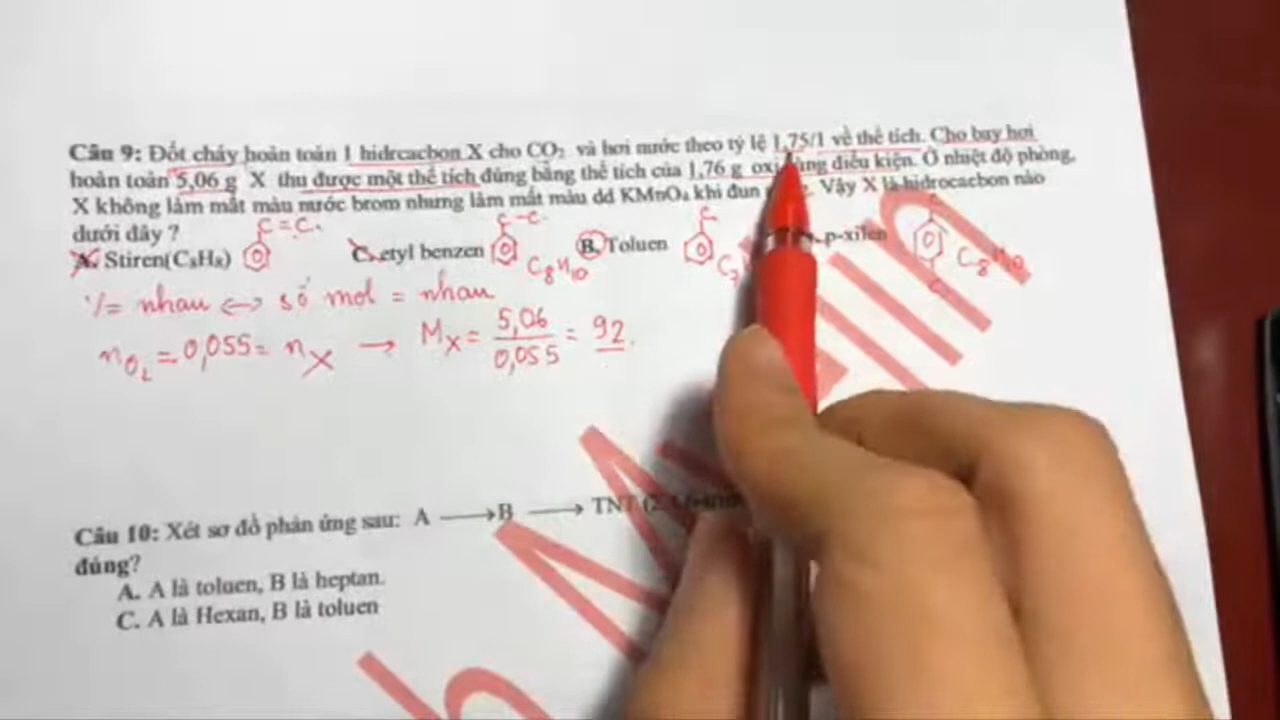 Câu 9: Đốt cháy hoàn toàn 1 hidrcacbon X cho CO₂ và hơi nước theo tỷ lệ 1,75/1 về thể tích. Cho bay hơi
hoàn toàn 5,06 g X thu được một thể tích đúng bằng thể tích của 1,76 g oxi cùng điều kiện. Ở nhiệt độ phòng,
X không làm mất màu nước brom nhưng làm mất màu dd KMnO₄ khi đun Vậy X là hidrocacbon nào
dưới đây ?
C=C
C-C
C
A. Stiren(C₈H₈)
C. etyl benzen
C₈H₁₀
B. Toluen
C₇
p-xilen
C₈H₁₀
V= nhau ↔ số mol = nhau
nO₂ = 0,055 = nX → MX = 5,06/0,055 = 92.
Câu 10: Xét sơ đồ phản ứng sau: A ⟶ B ⟶ TNT
đúng?
A. A là toluen, B là heptan.
C. A là Hexan, B là toluen